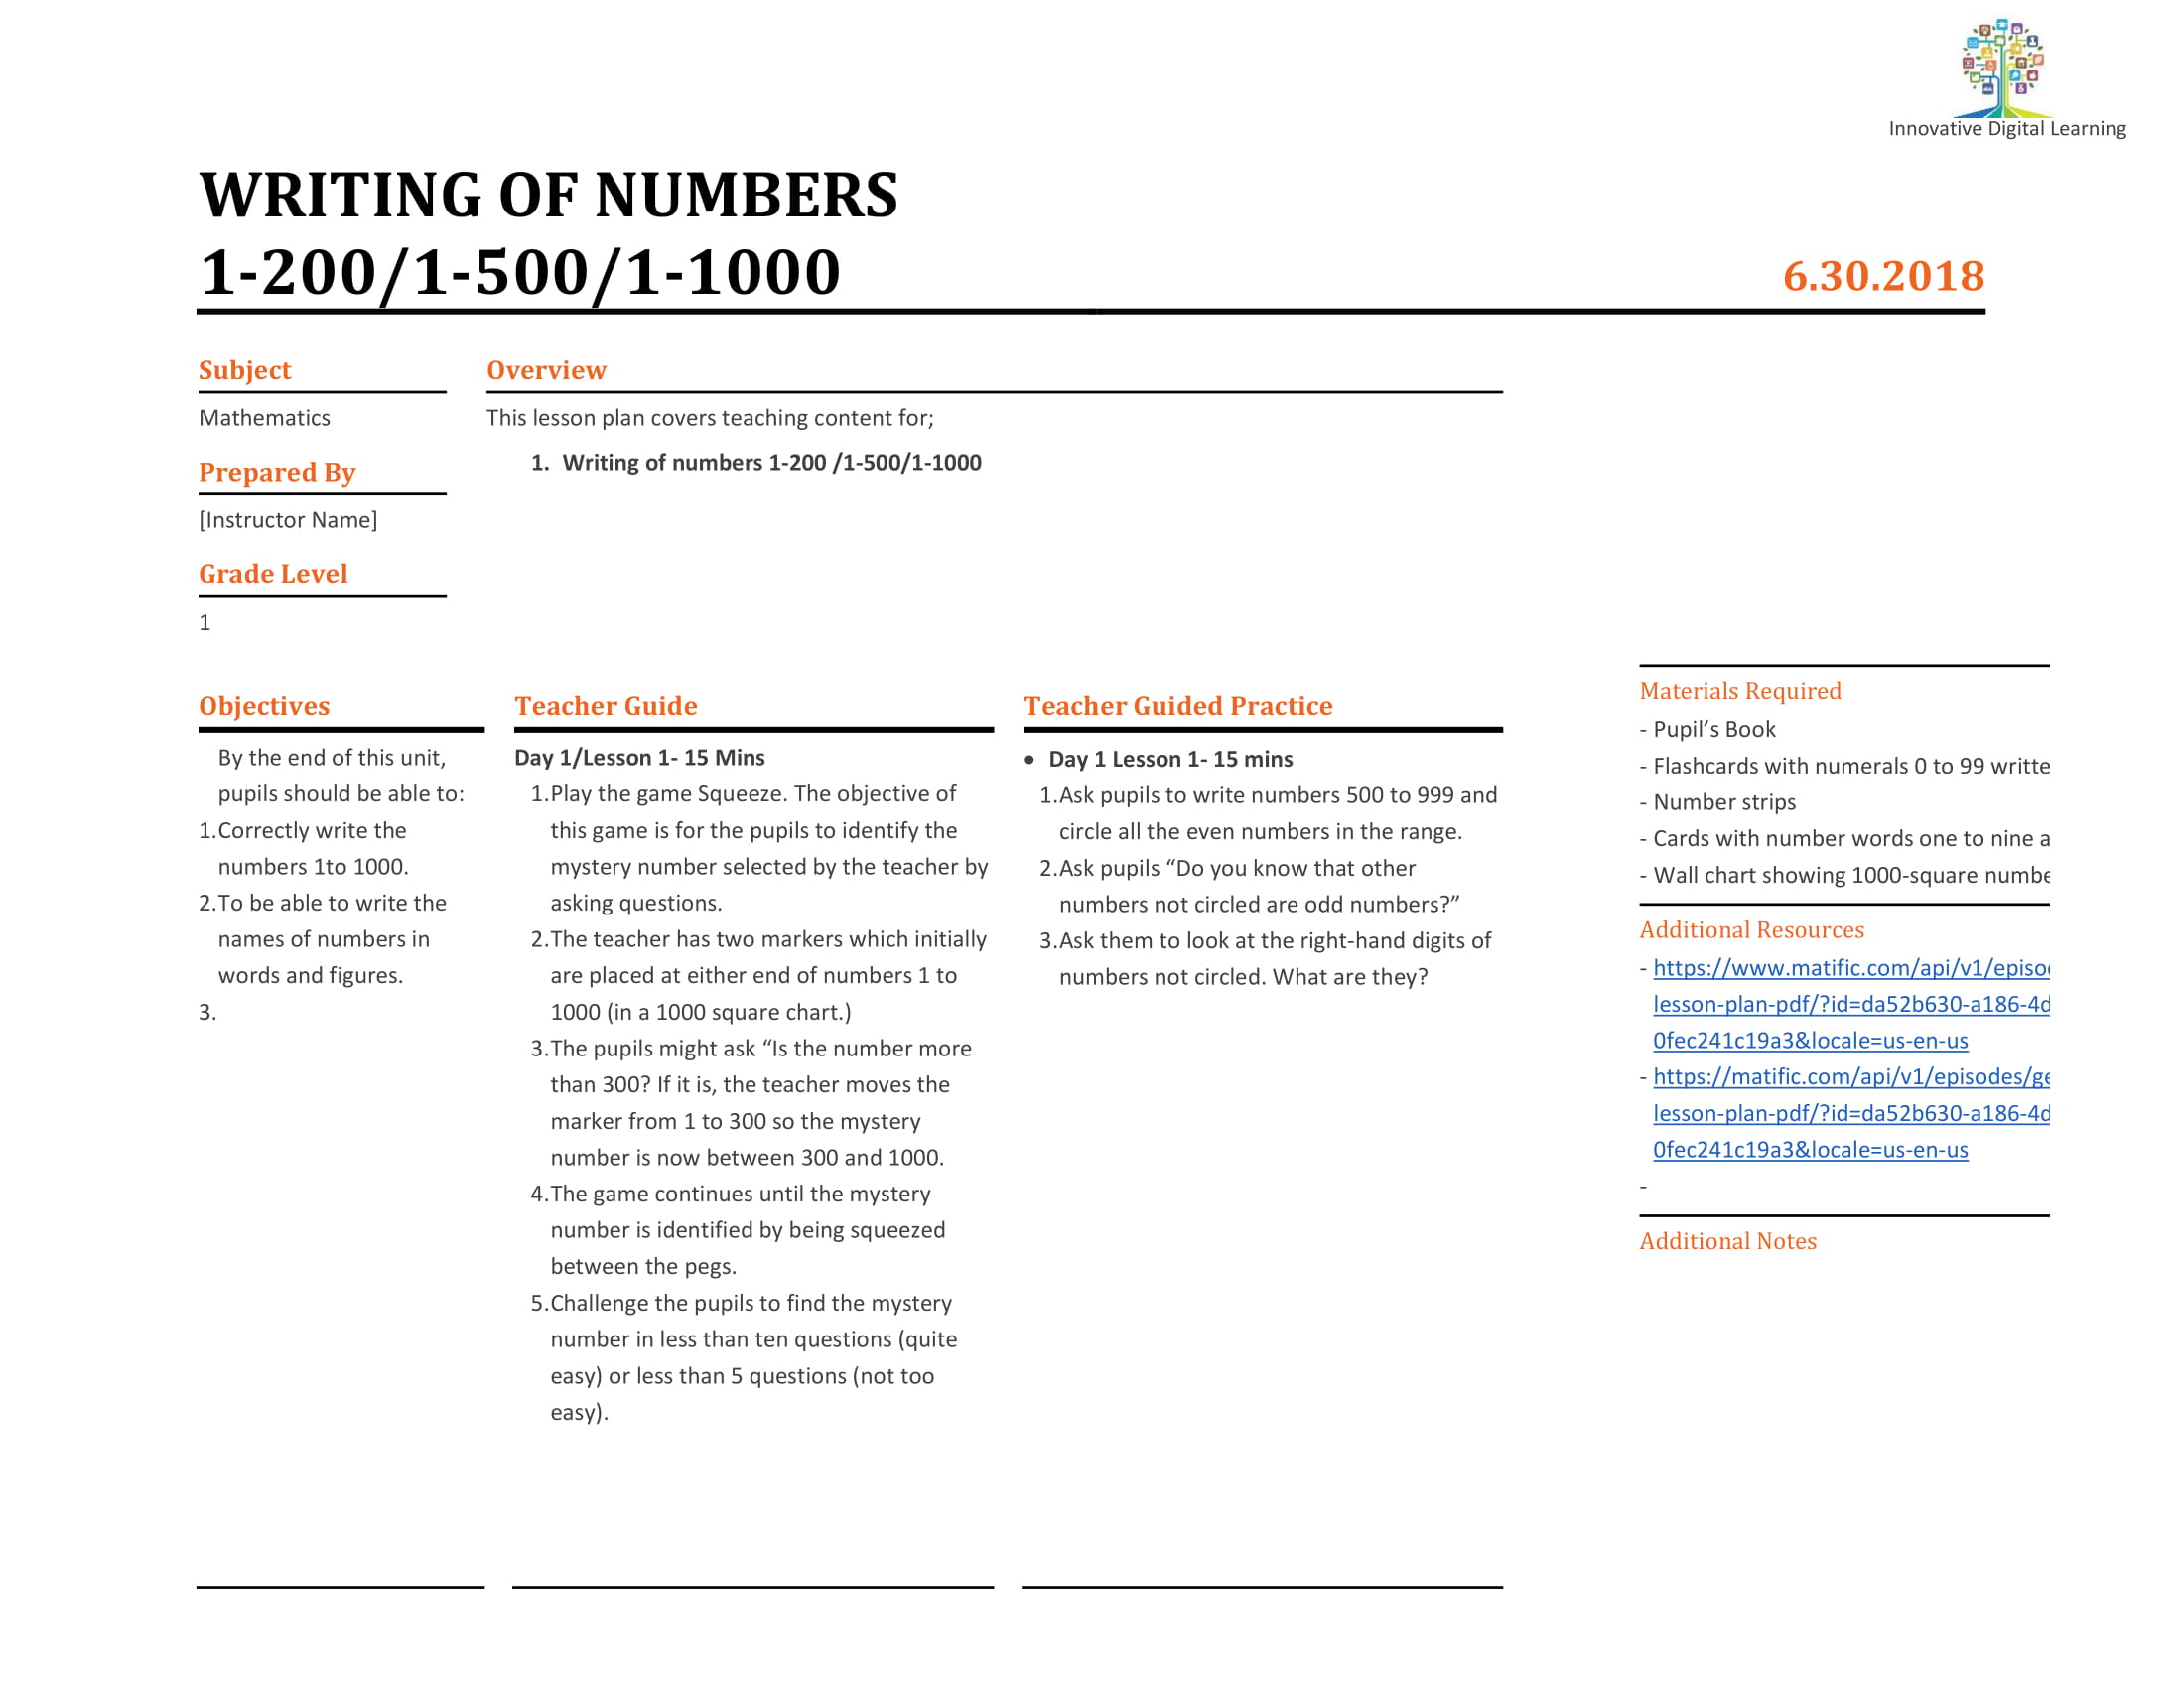 Innovative Digital Learning
WRITING OF NUMBERS
1-200/1-500/1-1000
6.30.2018
Subject
Mathematics
Prepared By
[Instructor Name]
Grade Level
1
Overview
This lesson plan covers teaching content for;
1. Writing of numbers 1-200 /1-500/1-1000
Objectives
By the end of this unit,
pupils should be able to:
1.Correctly write the
numbers 1to 1000.
2.To be able to write the
names of numbers in
words and figures.
3.
Teacher Guide
Day 1/Lesson 1- 15 Mins
1.Play the game Squeeze. The objective of
this game is for the pupils to identify the
mystery number selected by the teacher by
asking questions.
2.The teacher has two markers which initially
are placed at either end of numbers 1 to
1000 (in a 1000 square chart.)
3.The pupils might ask “Is the number more
than 300? If it is, the teacher moves the
marker from 1 to 300 so the mystery
number is now between 300 and 1000.
4.The game continues until the mystery
number is identified by being squeezed
between the pegs.
5.Challenge the pupils to find the mystery
number in less than ten questions (quite
easy) or less than 5 questions (not too
easy).
Teacher Guided Practice
• Day 1 Lesson 1- 15 mins
1.Ask pupils to write numbers 500 to 999 and
circle all the even numbers in the range.
2.Ask pupils “Do you know that other
numbers not circled are odd numbers?”
3.Ask them to look at the right-hand digits of
numbers not circled. What are they?
Materials Required
- Pupil’s Book
- Flashcards with numerals 0 to 99 writte
- Number strips
- Cards with number words one to nine a
- Wall chart showing 1000-square numbe
Additional Resources
- https://www.matific.com/api/v1/episo
lesson-plan-pdf/?id=da52b630-a186-4d
0fec241c19a3&locale=us-en-us
- https://matific.com/api/v1/episodes/ge
lesson-plan-pdf/?id=da52b630-a186-4d
0fec241c19a3&locale=us-en-us
-
Additional Notes